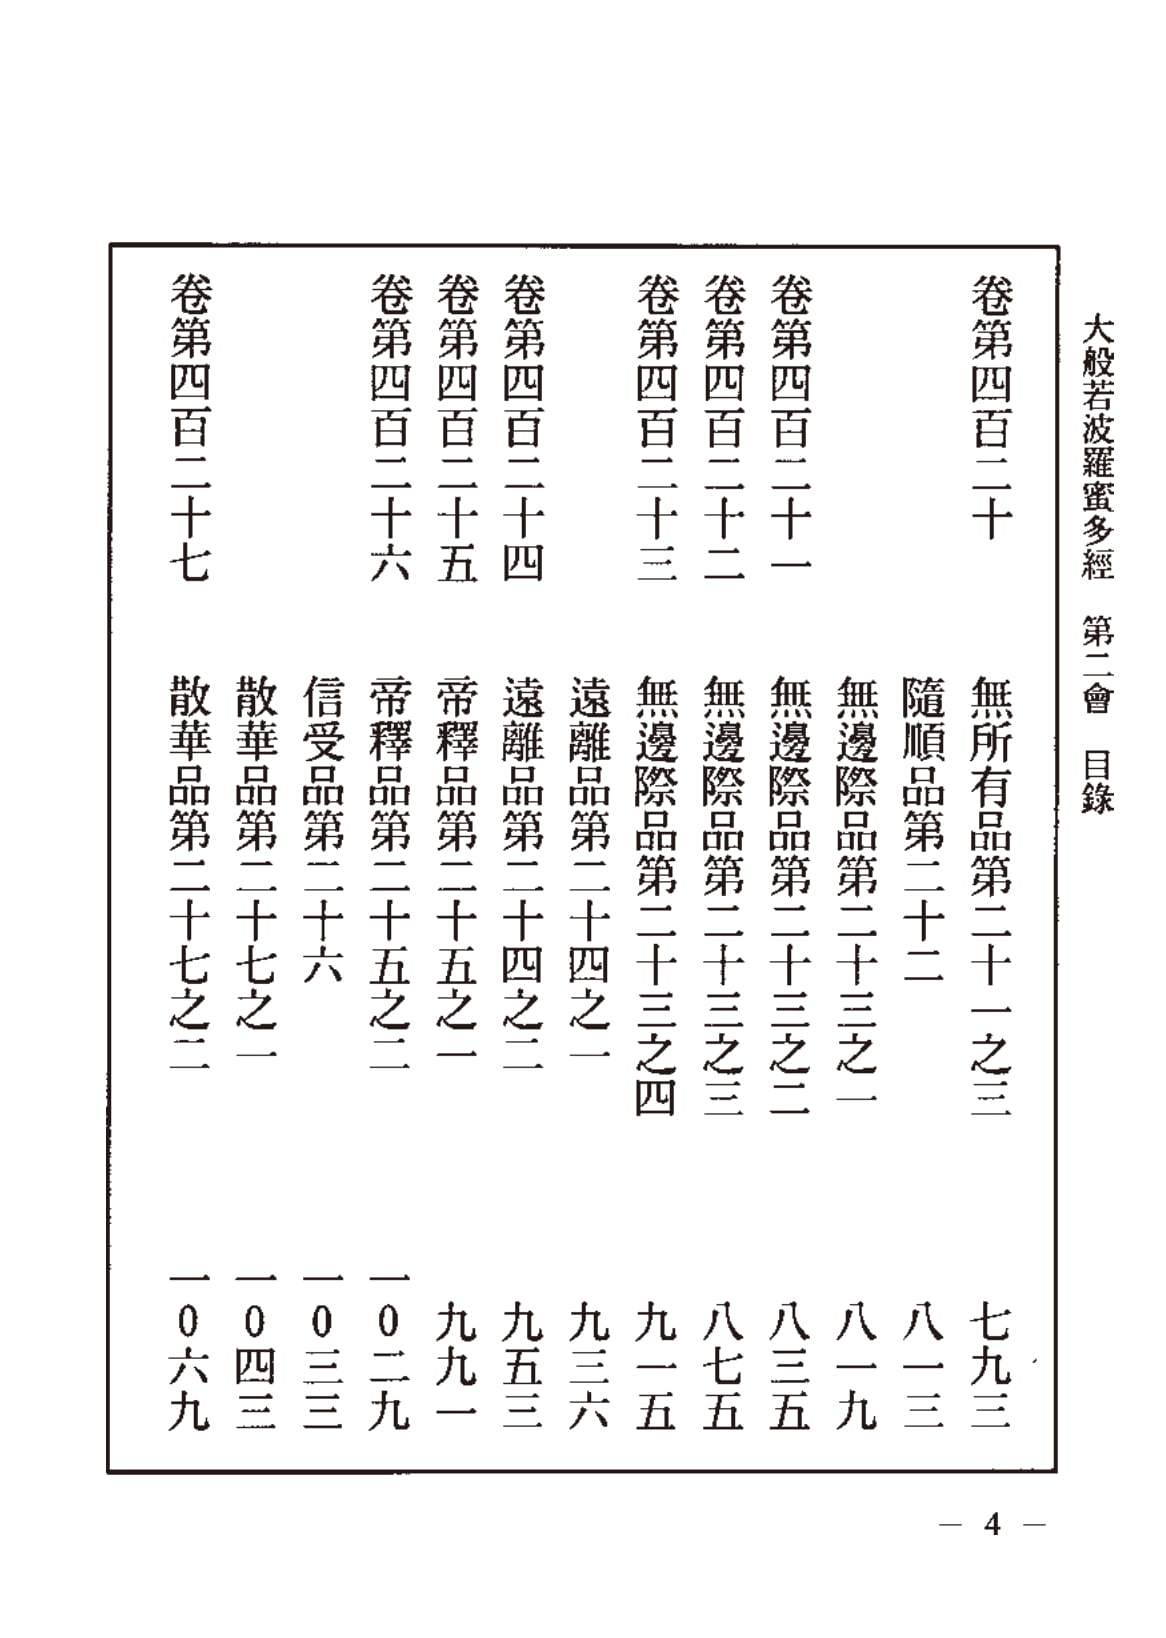 大般若波羅蜜多經　第二會　目錄
卷第四百二十　無所有品第二十一之三　七九三
隨順品第二十二　八一三
無邊際品第二十三之一　八一九
卷第四百二十一　無邊際品第二十三之二　八三五
卷第四百二十二　無邊際品第二十三之三　八七五
卷第四百二十三　無邊際品第二十三之四　九一五
遠離品第二十四之一　九三六
卷第四百二十四　遠離品第二十四之二　九五三
卷第四百二十五　帝釋品第二十五之一　九九一
卷第四百二十六　帝釋品第二十五之二　一0二九
信受品第二十六　一0三三
散華品第二十七之一　一0四三
卷第四百二十七　散華品第二十七之二　一0六九
— 4 —